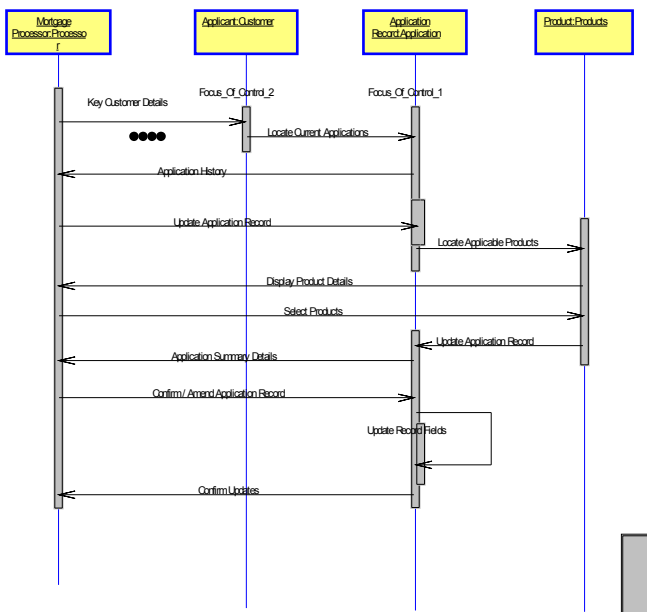 Mortgage
Processor:Processo
r
Applicant:Customer
Application
Record:Application
Product:Products
Focus_Of_Control_2
Focus_Of_Control_1
Key Customer Details
Locate Current Applications
Application History
Update Application Record
Locate Applicable Products
Display Product Details
Select Products
Update Application Record
Application Summary Details
Confirm / Amend Application Record
Update Record Fields
Confirm Updates